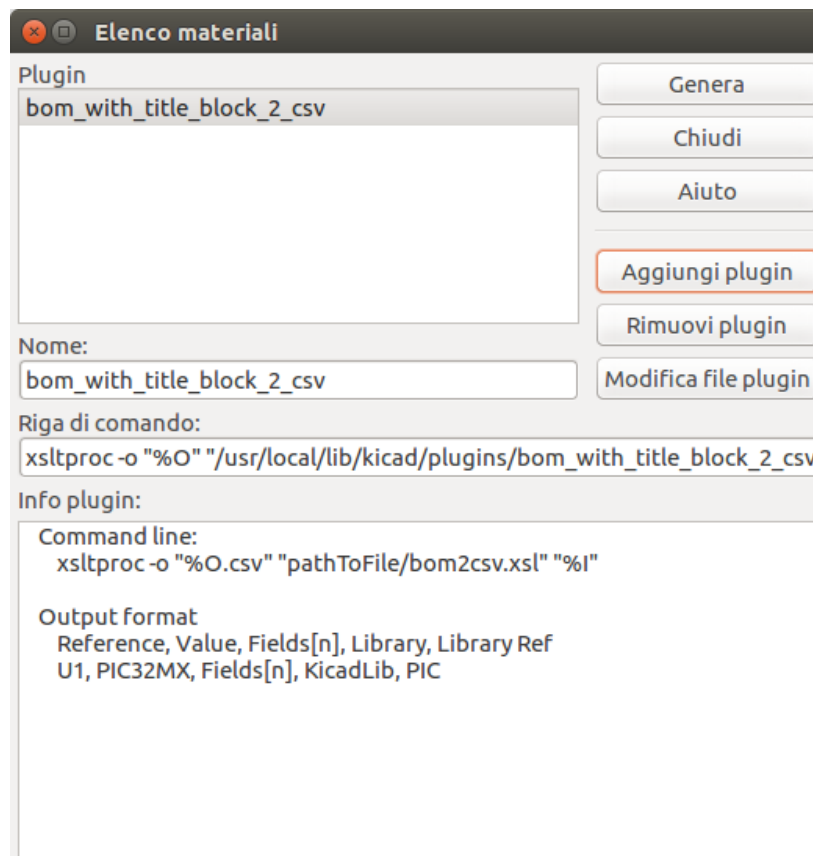 Elenco materiali
Plugin
bom_with_title_block_2_csv
Genera
Chiudi
Aiuto
Aggiungi plugin
Rimuovi plugin
Modifica file plugin
Nome:
bom_with_title_block_2_csv
Riga di comando:
xsltproc -o "%O" "/usr/local/lib/kicad/plugins/bom_with_title_block_2_csv
Info plugin:
Command line:
xsltproc -o "%O.csv" "pathToFile/bom2csv.xsl" "%I"
Output format
Reference, Value, Fields[n], Library, Library Ref
U1, PIC32MX, Fields[n], KicadLib, PIC